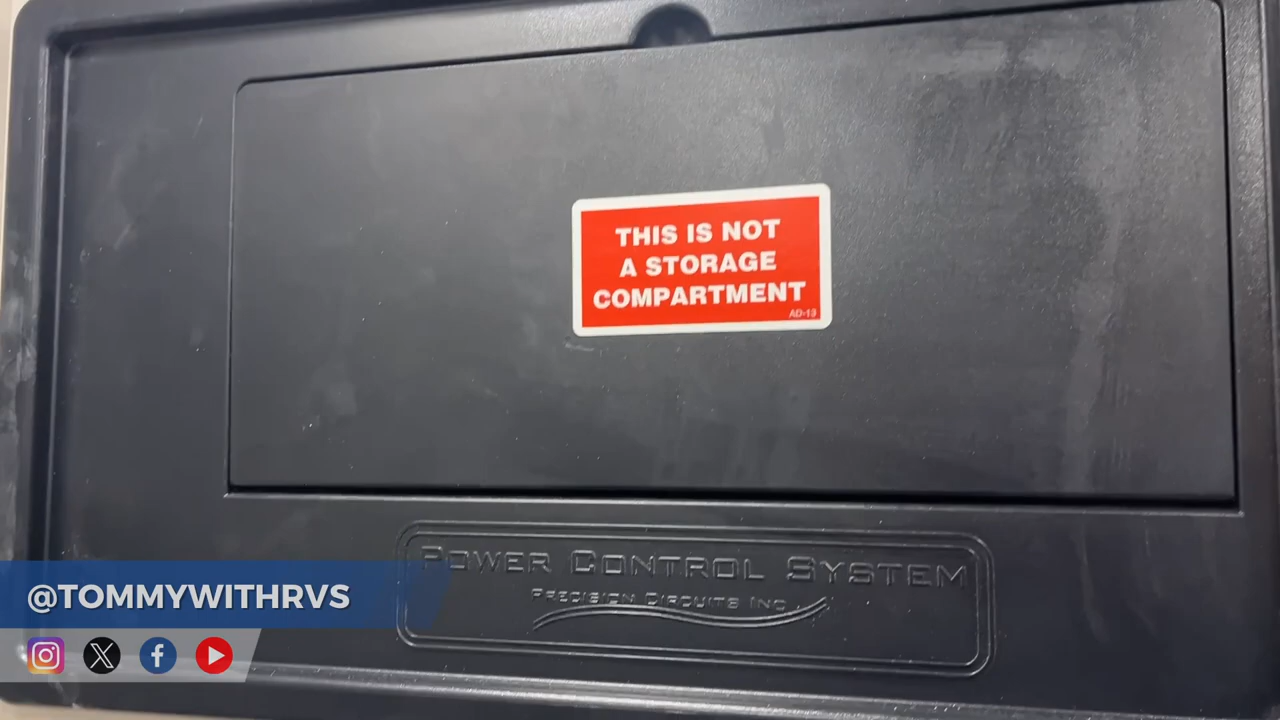 THIS IS NOT
A STORAGE
COMPARTMENT
AD-19
POWER CONTROL SYSTEM
PRECISION CIRCUITS INC
@TOMMYWITHRVS